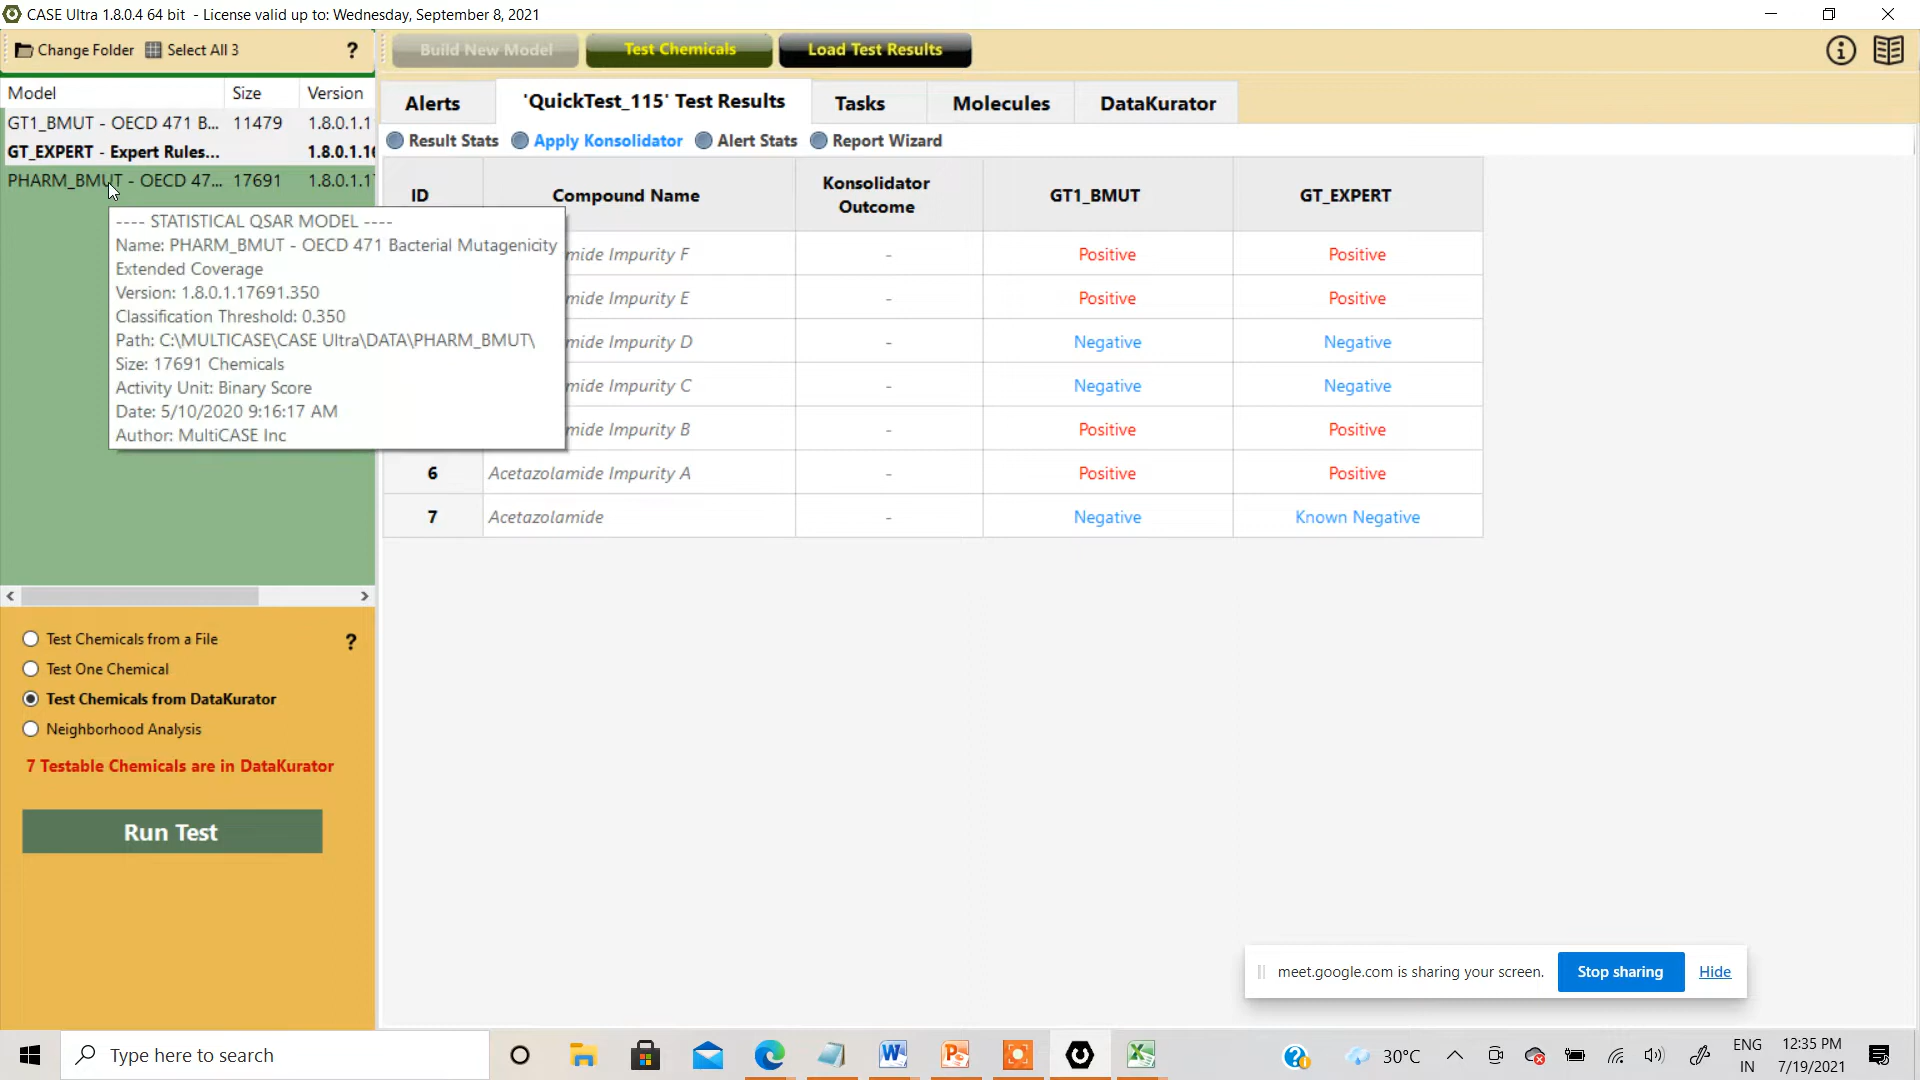 CASE Ultra 1.8.0.4 64 bit - License valid up to: Wednesday, September 8, 2021
Change Folder Select All 3 ?
Build New Model Test Chemicals Load Test Results
Model Size Version
GT1_BMUT - OECD 471 B... 11479 1.8.0.1.1
GT_EXPERT - Expert Rules... 1.8.0.1.16
PHARM_BMUT - OECD 47... 17691 1.8.0.1.1
---- STATISTICAL QSAR MODEL ----
Name: PHARM_BMUT - OECD 471 Bacterial Mutagenicity
Extended Coverage
Version: 1.8.0.1.17691.350
Classification Threshold: 0.350
Path: C:\MULTICASE\CASE Ultra\DATA\PHARM_BMUT\
Size: 17691 Chemicals
Activity Unit: Binary Score
Date: 5/10/2020 9:16:17 AM
Author: MultiCASE Inc
Alerts 'QuickTest_115' Test Results Tasks Molecules DataKurator
Result Stats Apply Konsolidator Alert Stats Report Wizard
ID Compound Name Konsolidator Outcome GT1_BMUT GT_EXPERT
mide Impurity F - Positive Positive
mide Impurity E - Positive Positive
mide Impurity D - Negative Negative
mide Impurity C - Negative Negative
mide Impurity B - Positive Positive
6 Acetazolamide Impurity A - Positive Positive
7 Acetazolamide - Negative Known Negative
Test Chemicals from a File ?
Test One Chemical
Test Chemicals from DataKurator
Neighborhood Analysis
7 Testable Chemicals are in DataKurator
Run Test
meet.google.com is sharing your screen. Stop sharing Hide
Type here to search
30°C
ENG
IN
12:35 PM
7/19/2021